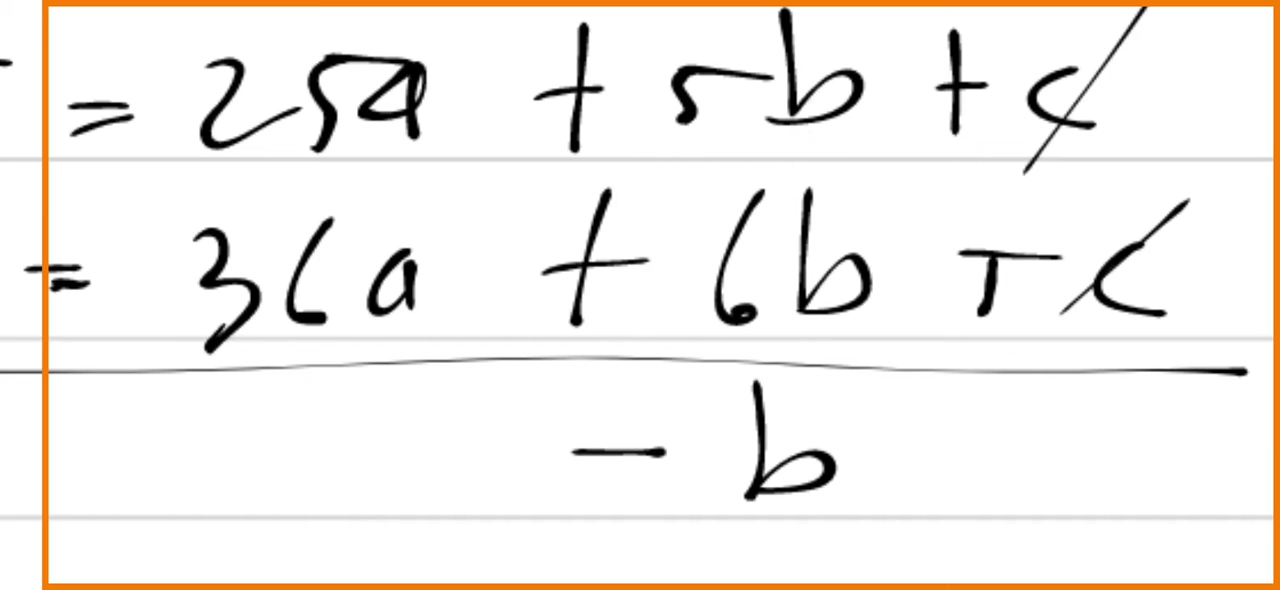 = 25a + 5b + c
= 36a + 6b + c
- b